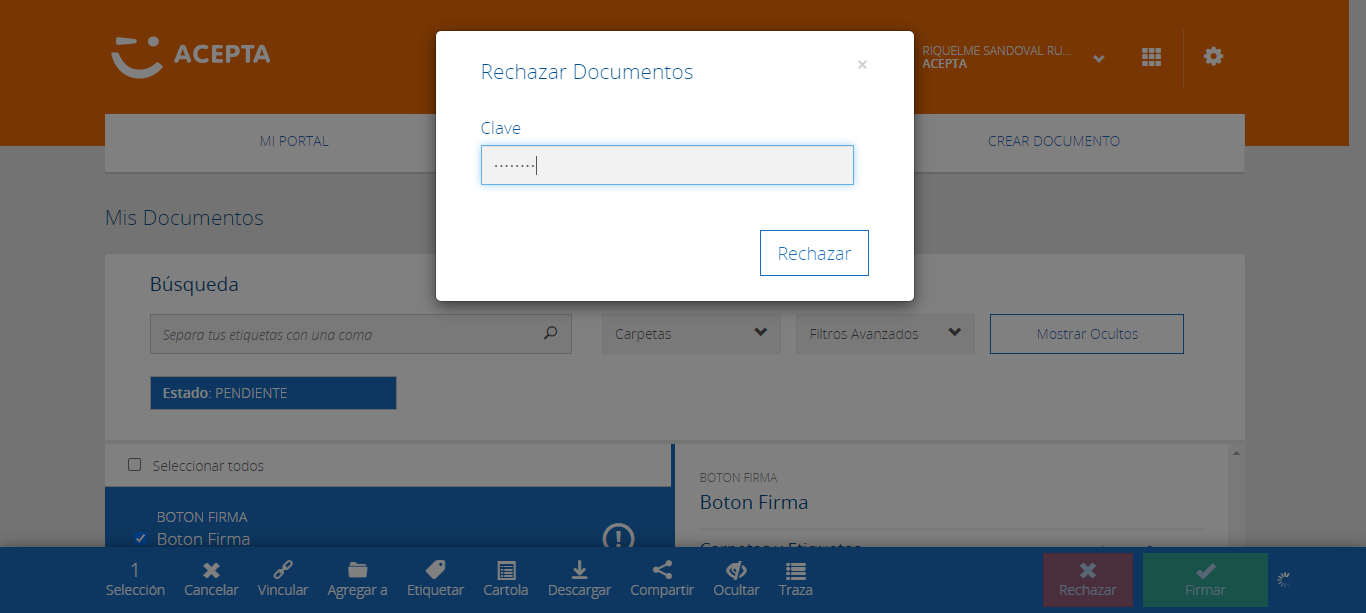 ACEPTA
RIQUELME SANDOVAL RU...
ACEPTA
Rechazar Documentos
×
Clave
········
Rechazar
MI PORTAL
CREAR DOCUMENTO
Mis Documentos
Búsqueda
Separa tus etiquetas con una coma
Carpetas
Filtros Avanzados
Mostrar Ocultos
Estado: PENDIENTE
Seleccionar todos
BOTON FIRMA
Boton Firma
BOTON FIRMA
Boton Firma
Carpetas y Etiquetas
1
Selección
Cancelar
Vincular
Agregar a
Etiquetar
Cartola
Descargar
Compartir
Ocultar
Traza
Rechazar
Firmar